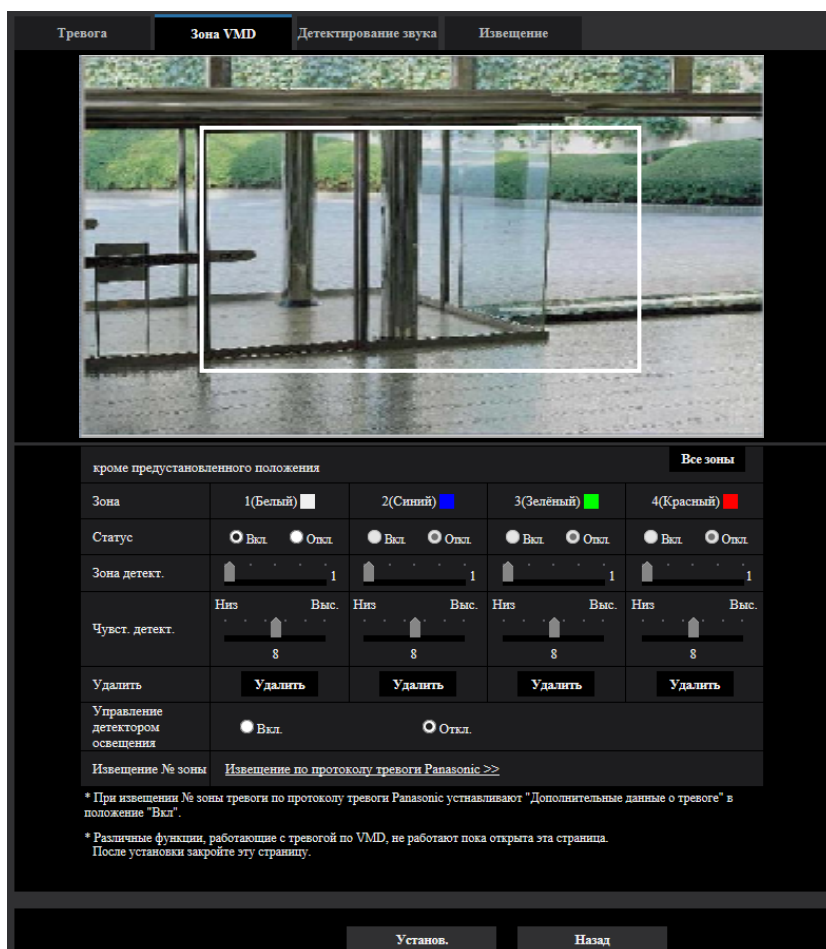 Тревога Зона VMD Детектирование звука Извещение
Все зоны
кроме предустановленного положения
Зона 1(Белый) 2(Синий) 3(Зелёный) 4(Красный)
Статус Вкл. Откл. Вкл. Откл. Вкл. Откл. Вкл. Откл.
Зона детект. 1 1 1 1
Низ Выс. Низ Выс. Низ Выс. Низ Выс.
Чувст. детект.
8 8 8 8
Удалить Удалить Удалить Удалить Удалить
Управление
детектором Вкл. Откл.
освещения
Извещение № зоны Извещение по протоколу тревоги Panasonic >>
* При извещении № зоны тревоги по протоколу тревоги Panasonic устнавливают "Дополнительные данные о тревоге" в
положение "Вкл".
* Различные функции, работающие с тревогой по VMD, не работают пока открыта эта страница.
После установки закройте эту страницу.
Установ. Назад